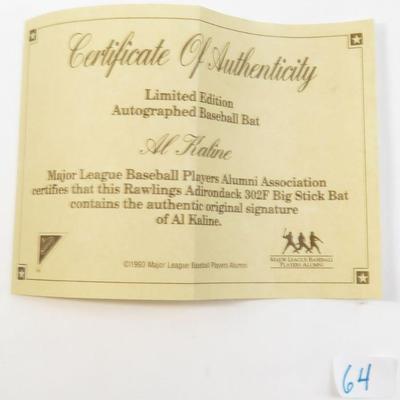 Certificate Of Authenticity
Limited Edition
Autographed Baseball Bat
Al Kaline
Major League Baseball Players Alumni Association
certifies that this Rawlings Adirondack 302F Big Stick Bat
contains the authentic original signature
of Al Kaline.
©1993 Major League Baseball Players Alumni
MAJOR LEAGUE BASEBALL
PLAYERS ALUMNI
64